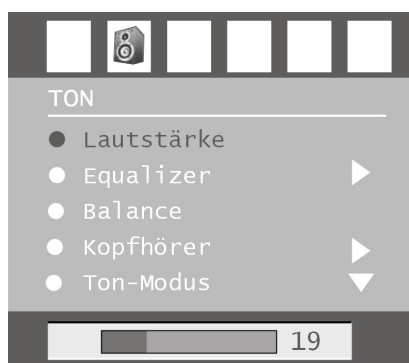 TON
Lautstärke
Equalizer
Balance
Kopfhörer
Ton-Modus
19